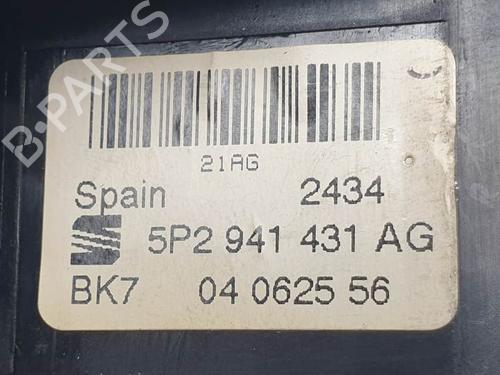 B-PARTS
21AG
Spain 2434
5P2 941 431 AG
BK7 04 0625 56